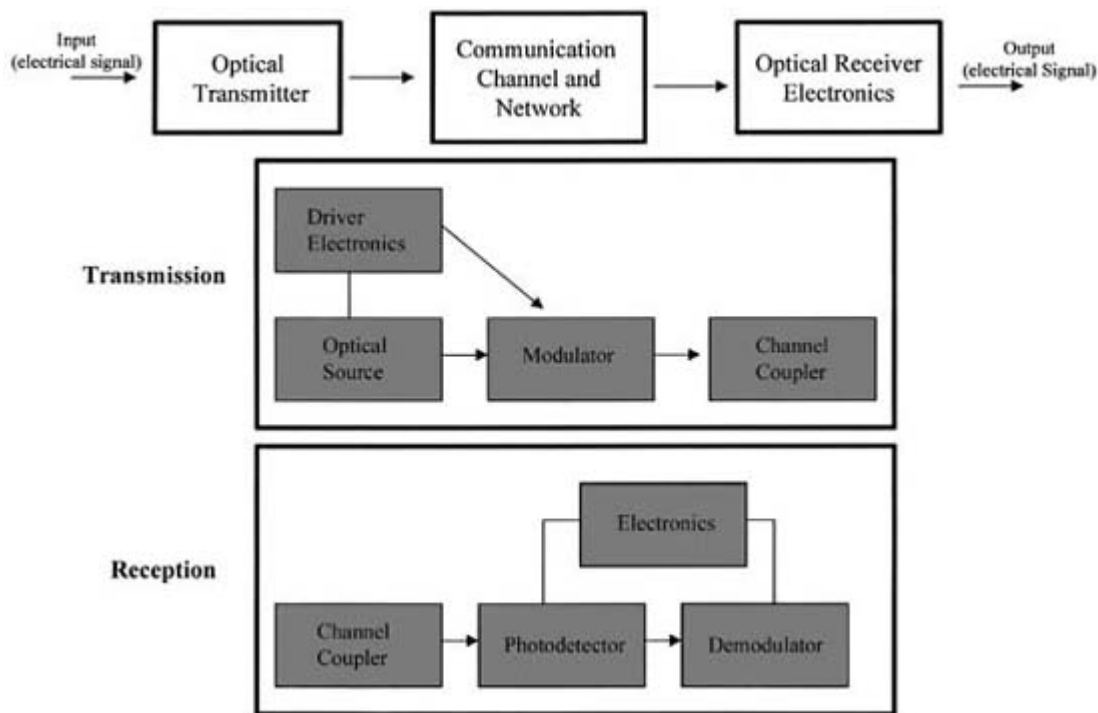 Input
(electrical signal)
Optical
Transmitter
Communication
Channel and
Network
Optical Receiver
Electronics
Output
(electrical Signal)
Transmission
Driver
Electronics
Optical
Source
Modulator
Channel
Coupler
Reception
Electronics
Channel
Coupler
Photodetector
Demodulator